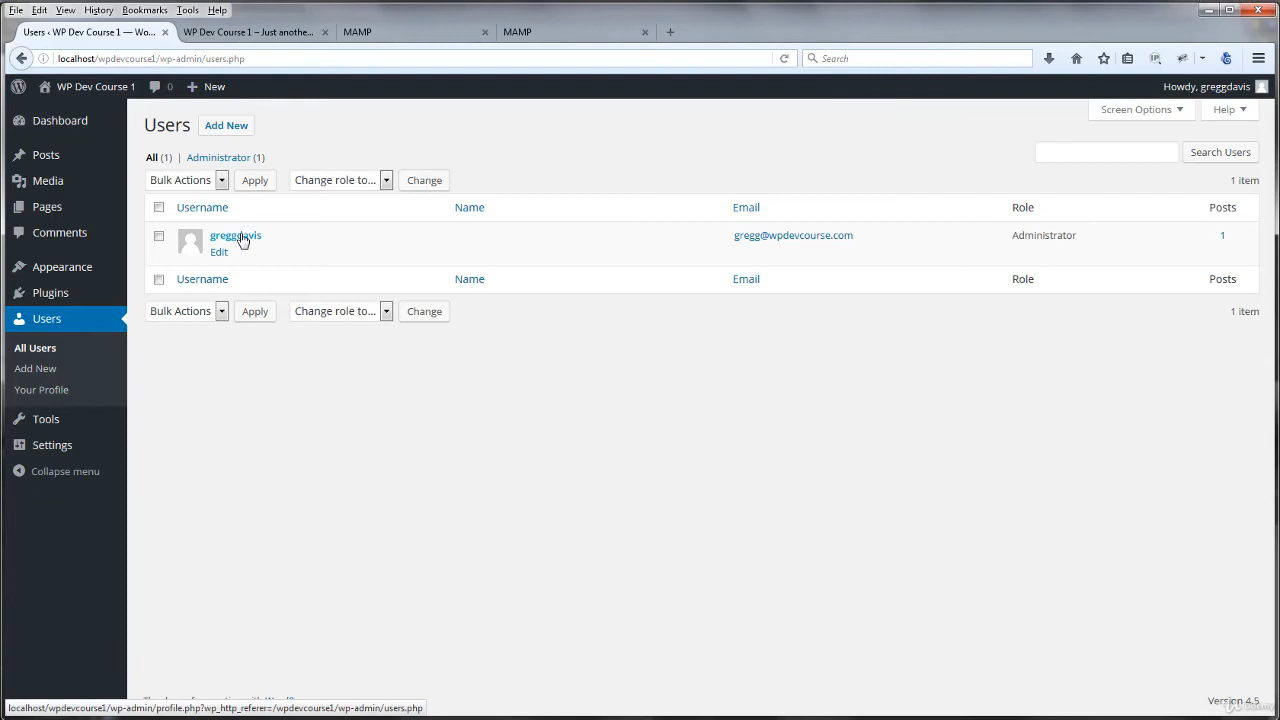 File Edit View History Bookmarks Tools Help
Users ‹ WP Dev Course 1 — Wo... WP Dev Course 1 – Just anothe... MAMP MAMP
localhost/wpdevcourse1/wp-admin/users.php Search
WP Dev Course 1 0 New Howdy, greggdavis
Screen Options Help
Dashboard
Posts
Media
Pages
Comments
Appearance
Plugins
Users
All Users
Add New
Your Profile
Tools
Settings
Collapse menu
Users Add New
All (1) | Administrator (1)
Search Users
Bulk Actions Apply Change role to... Change 1 item
Username Name Email Role Posts
greggdavis gregg@wpdevcourse.com Administrator 1
Edit
Username Name Email Role Posts
Bulk Actions Apply Change role to... Change 1 item
Version 4.5
localhost/wpdevcourse1/wp-admin/profile.php?wp_http_referer=/wpdevcourse1/wp-admin/users.php